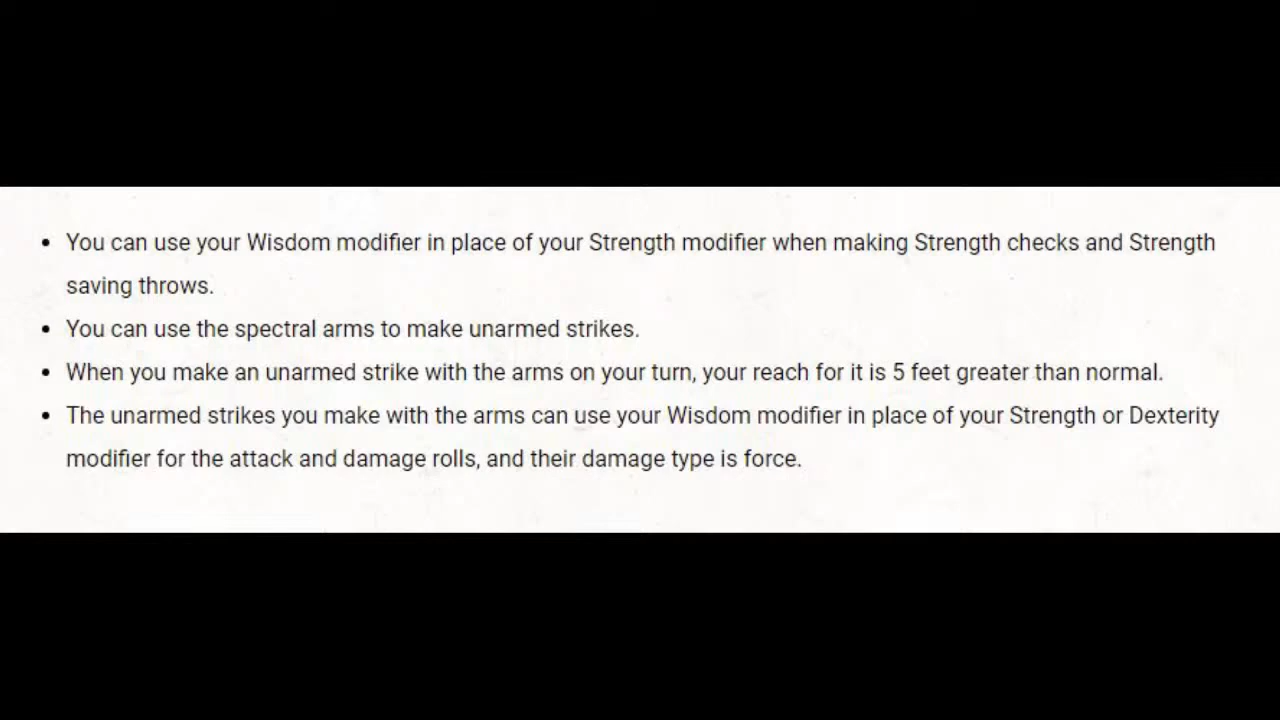 • You can use your Wisdom modifier in place of your Strength modifier when making Strength checks and Strength
saving throws.
• You can use the spectral arms to make unarmed strikes.
• When you make an unarmed strike with the arms on your turn, your reach for it is 5 feet greater than normal.
• The unarmed strikes you make with the arms can use your Wisdom modifier in place of your Strength or Dexterity
modifier for the attack and damage rolls, and their damage type is force.